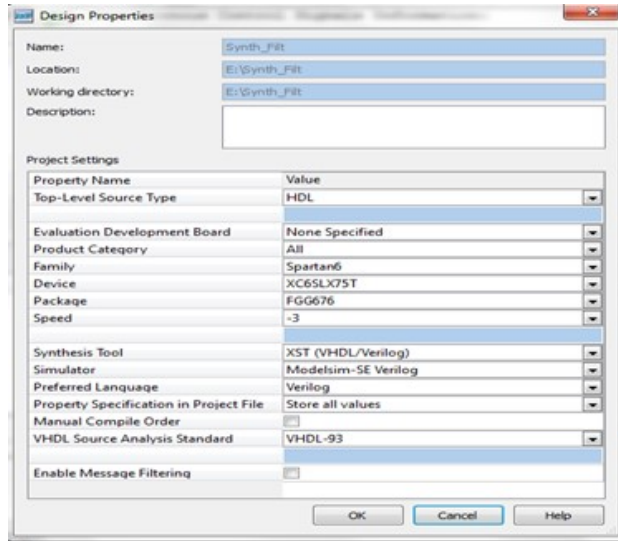 Design Properties
Name: Synth_Filt
Location: E:\Synth_Filt
Working directory: E:\Synth_Filt
Description:
Project Settings
Property Name Value
Top-Level Source Type HDL
Evaluation Development Board None Specified
Product Category All
Family Spartan6
Device XC6SLX75T
Package FGG676
Speed -3
Synthesis Tool XST (VHDL/Verilog)
Simulator Modelsim-SE Verilog
Preferred Language Verilog
Property Specification in Project File Store all values
Manual Compile Order
VHDL Source Analysis Standard VHDL-93
Enable Message Filtering
OK Cancel Help